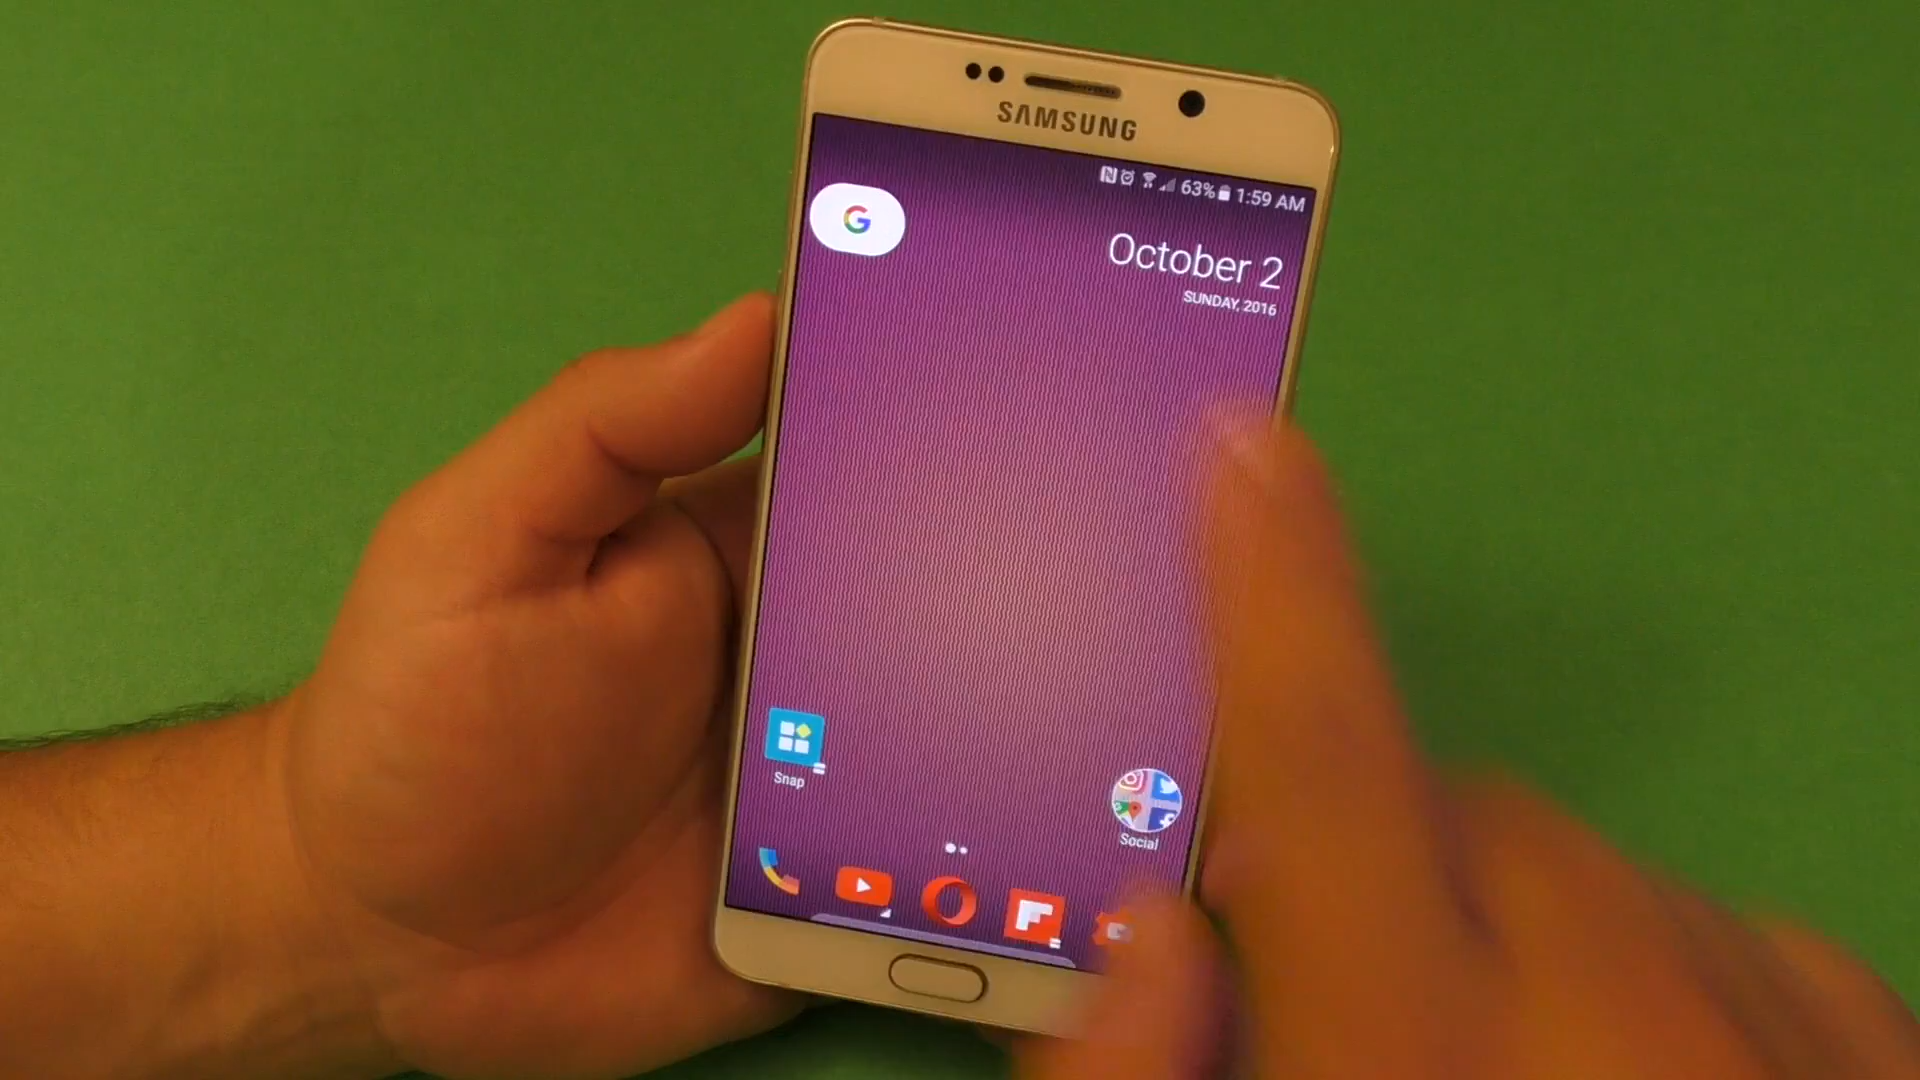 SAMSUNG
63% 1:59 AM
G
October 2
SUNDAY, 2016
Snap
Social